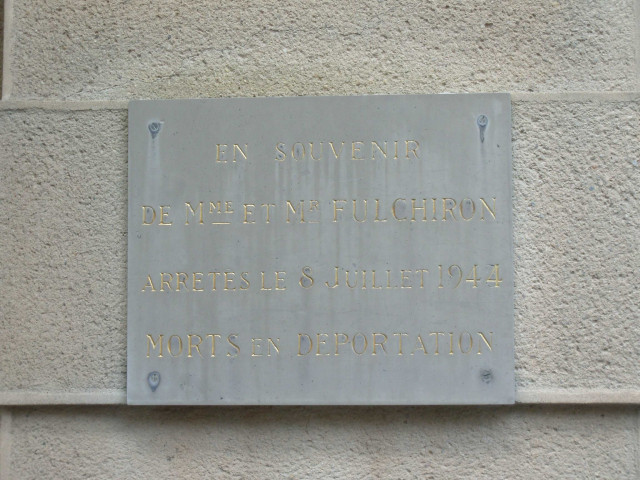 EN SOUVENIR
DE MME ET MR FULCHIRON
ARRETES LE 8 JUILLET 1944
MORTS EN DEPORTATION